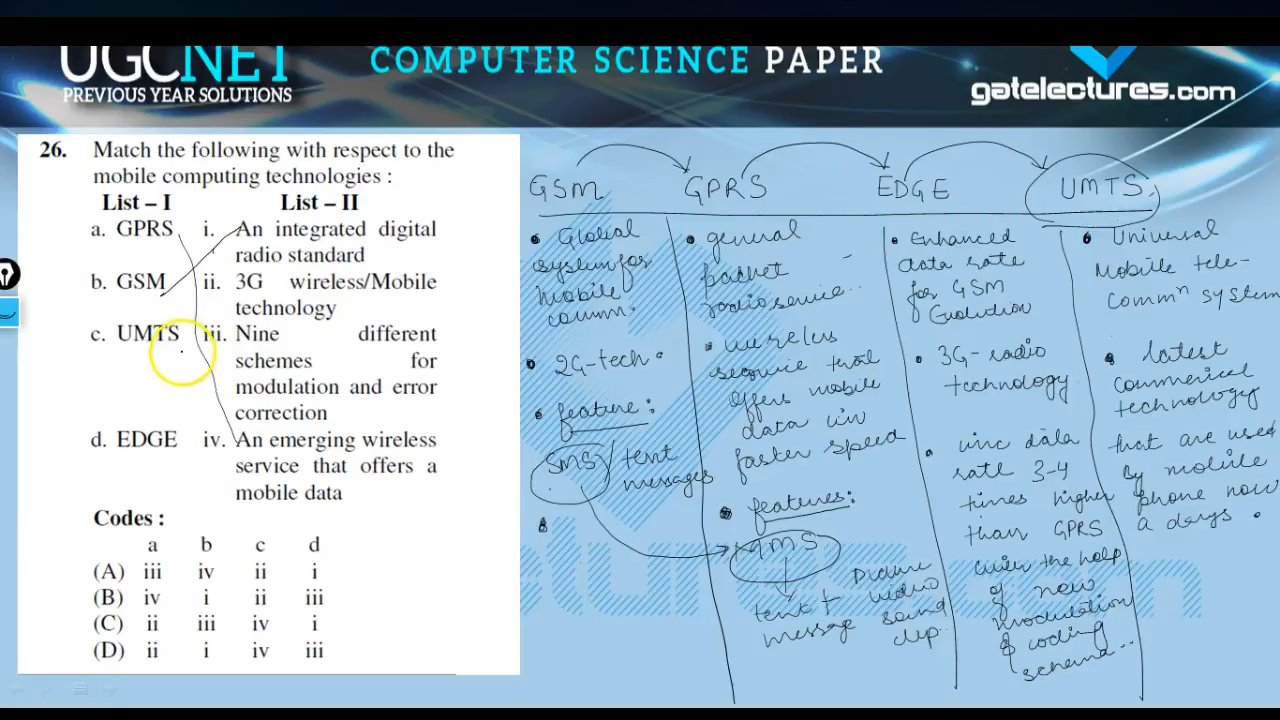 UGCNET
PREVIOUS YEAR SOLUTIONS
COMPUTER SCIENCE PAPER
gatelectures.com
26. Match the following with respect to the
mobile computing technologies :
List – I List – II
a. GPRS i. An integrated digital
radio standard
b. GSM ii. 3G wireless/Mobile
technology
c. UMTS iii. Nine different
schemes for
modulation and error
correction
d. EDGE iv. An emerging wireless
service that offers a
mobile data
Codes :
a b c d
(A) iii iv ii i
(B) iv i ii iii
(C) ii iii iv i
(D) ii i iv iii
GSM
Global
system for
Mobile
commn.
2G-tech
feature:
SMS/text
messages
GPRS
general
packet
radio service
wireless
service that
offers mobile
data in
faster speed
features:
MMS
text + picture
message video
sound
clip
EDGE
Enhanced
data rate
for GSM
Evolution
3G-radio
technology
data
rate 3-4
times higher
than GPRS
the help
of new
modulation
& coding
schema..
UMTS
Universal
Mobile tele-
commn system
latest
commerical
technology
that are used
by mobile
phone now
a days.